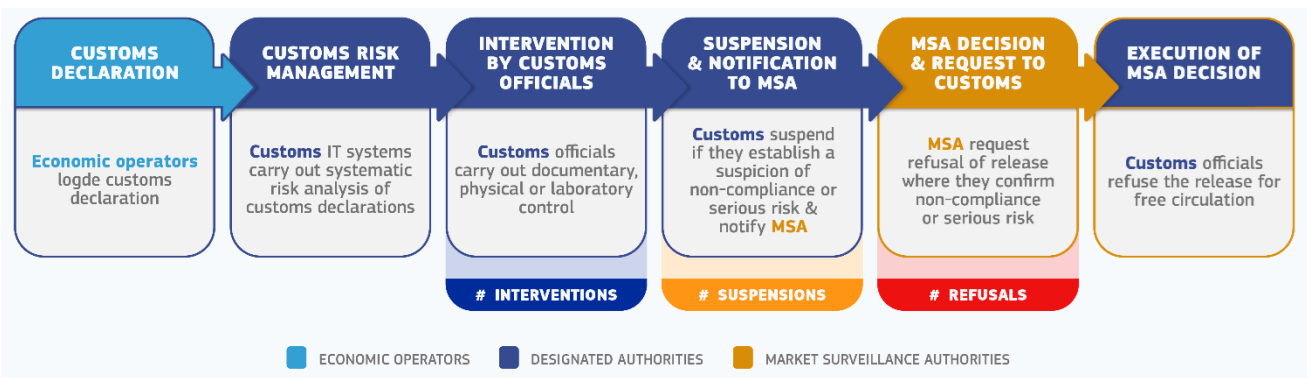 CUSTOMS
DECLARATION
Economic operators
logde customs
declaration
CUSTOMS RISK
MANAGEMENT
Customs IT systems
carry out systematic
risk analysis of
customs declarations
INTERVENTION
BY CUSTOMS
OFFICIALS
Customs officials
carry out documentary,
physical or laboratory
control
# INTERVENTIONS
SUSPENSION
& NOTIFICATION
TO MSA
Customs suspend
if they establish a
suspicion of
non-compliance or
serious risk &
notify MSA
# SUSPENSIONS
MSA DECISION
& REQUEST TO
CUSTOMS
MSA request
refusal of release
where they confirm
non-compliance
or serious risk
# REFUSALS
EXECUTION OF
MSA DECISION
Customs officials
refuse the release for
free circulation
ECONOMIC OPERATORS
DESIGNATED AUTHORITIES
MARKET SURVEILLANCE AUTHORITIES